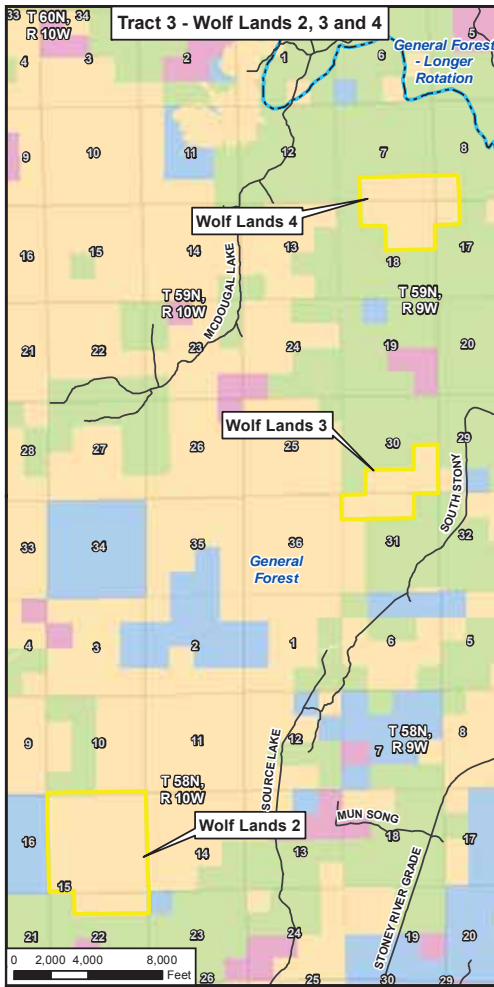 Tract 3 - Wolf Lands 2, 3 and 4
33
T 60N,
R 10W
34
5
4
3
2
1
6
General Forest
- Longer
Rotation
9
10
11
12
7
8
Wolf Lands 4
16
15
14
13
18
17
MCDOUGAL LAKE
T 59N,
R 10W
T 59N,
R 9W
21
22
23
24
19
20
Wolf Lands 3
28
27
26
25
30
29
SOUTH STONY
33
34
35
36
31
32
General
Forest
4
3
2
1
6
5
9
10
11
12
7
8
T 58N,
R 9W
SOURCE LAKE
T 58N,
R 10W
MUN SONG
Wolf Lands 2
16
15
14
13
18
17
STONEY RIVER GRADE
21
22
23
24
19
20
26
25
30
29
0 2,000 4,000 8,000
Feet